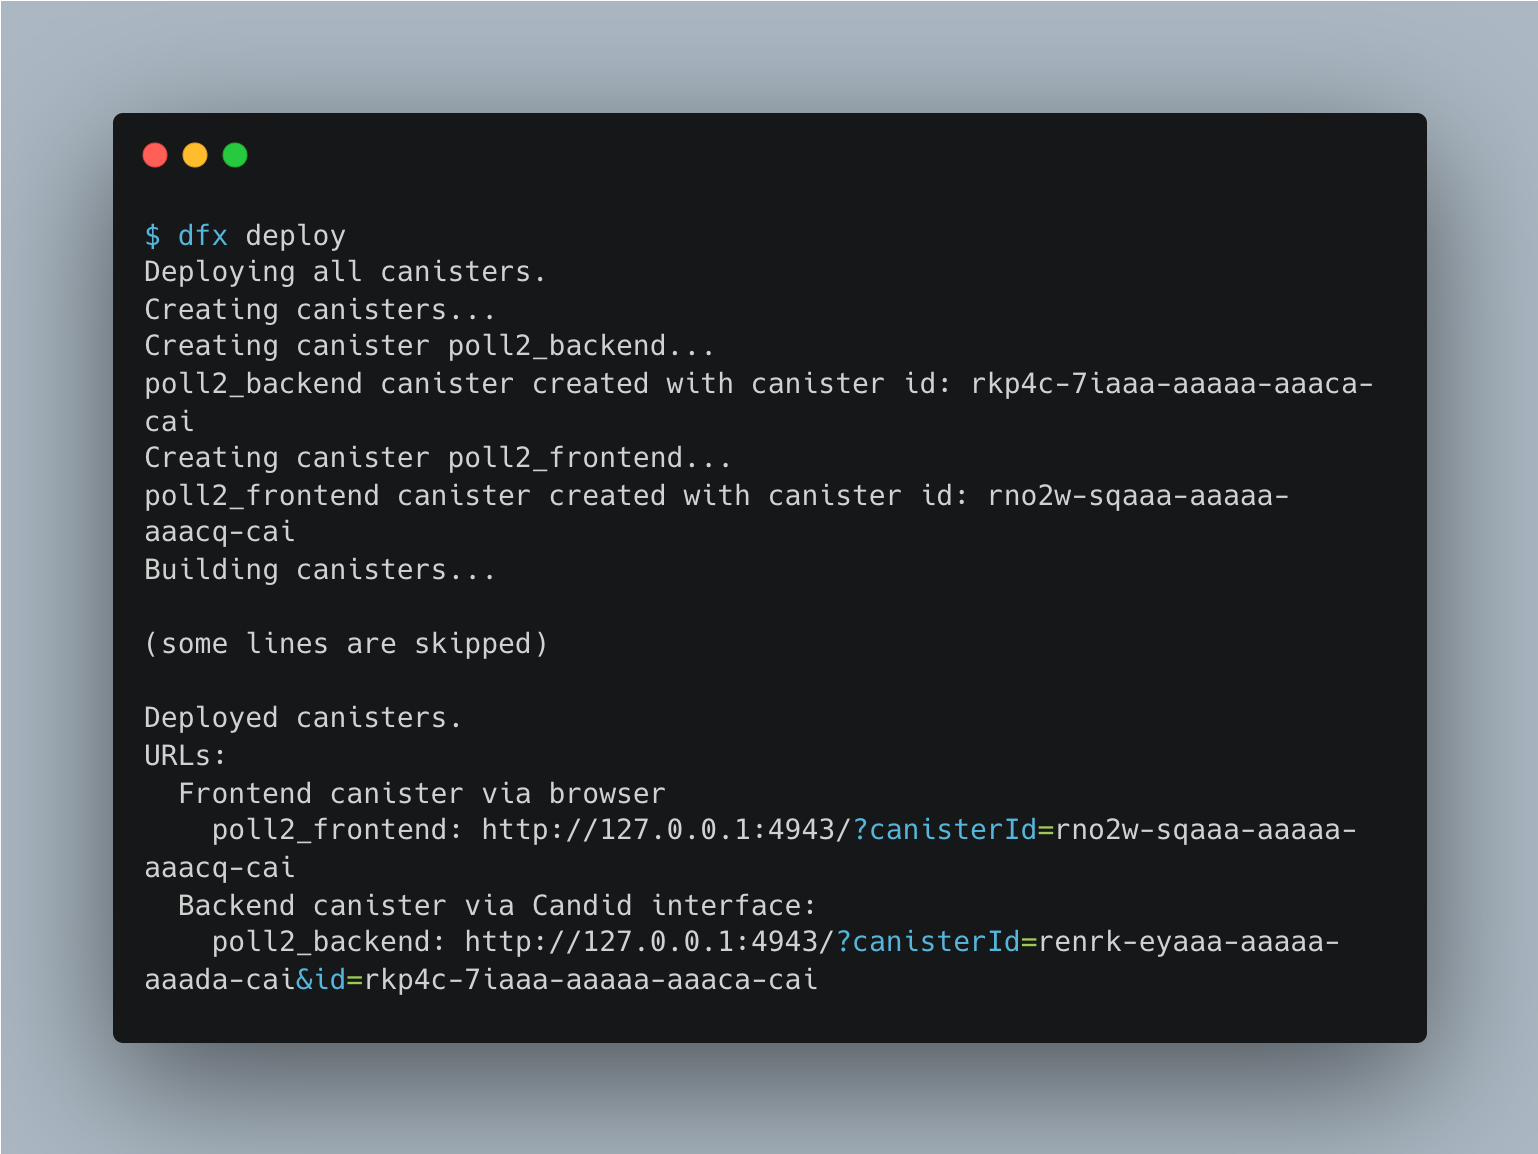 $ dfx deploy
Deploying all canisters.
Creating canisters...
Creating canister poll2_backend...
poll2_backend canister created with canister id: rkp4c-7iaaa-aaaaa-aaaca-
cai
Creating canister poll2_frontend...
poll2_frontend canister created with canister id: rno2w-sqaaa-aaaaa-
aaacq-cai
Building canisters...
(some lines are skipped)
Deployed canisters.
URLs:
  Frontend canister via browser
    poll2_frontend: http://127.0.0.1:4943/?canisterId=rno2w-sqaaa-aaaaa-
aaacq-cai
  Backend canister via Candid interface:
    poll2_backend: http://127.0.0.1:4943/?canisterId=renrk-eyaaa-aaaaa-
aaada-cai&id=rkp4c-7iaaa-aaaaa-aaaca-cai